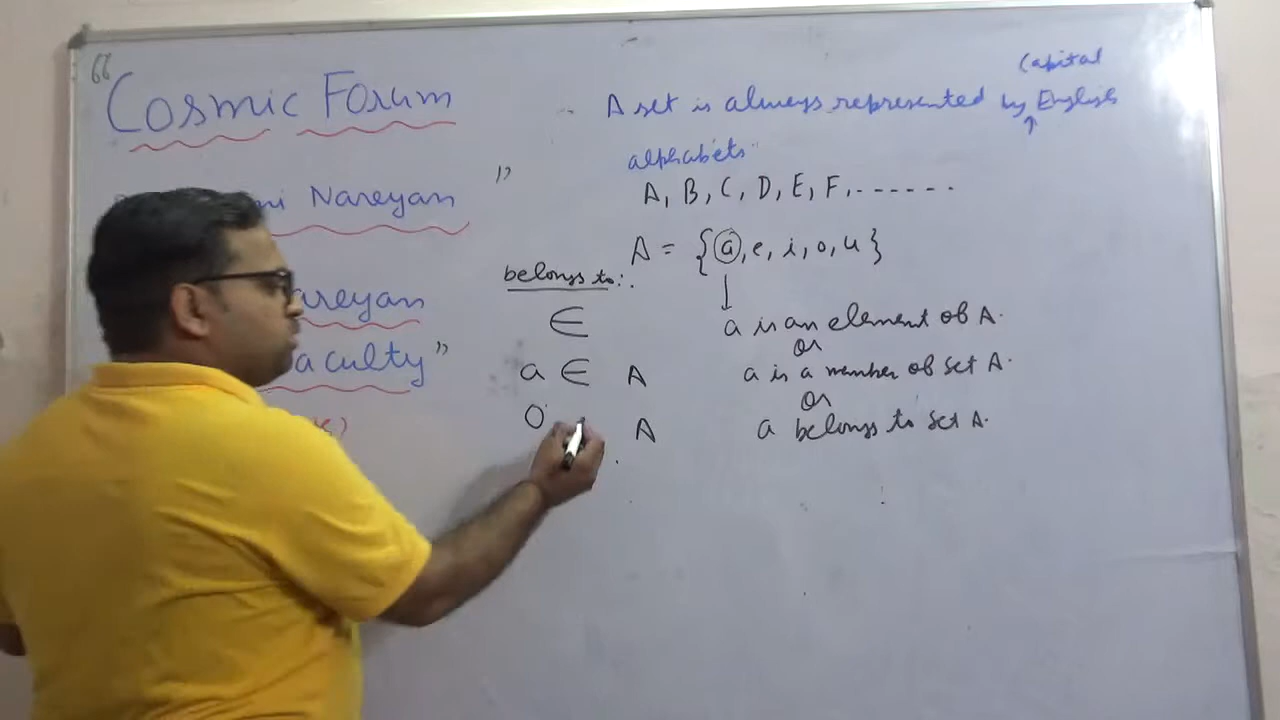 “ Cosmic Forum
Nareyan ”
areyan
aculty ”
Capital
A set is always represented by English
alphabets
A, B, C, D, E, F, ------
A = {a, e, i, o, u}
belongs to:
∈
a is an element of A.
or
a ∈ A
a is a member of set A.
or
O A
a belongs to set A.